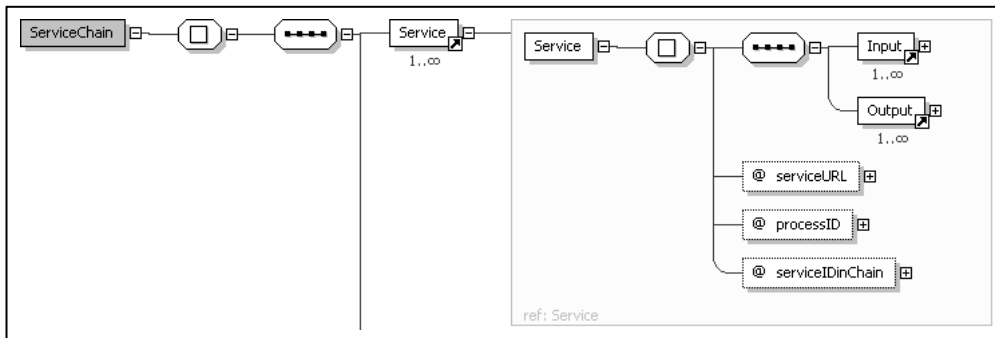 ServiceChain
Service
1..∞
Service
Input
1..∞
Output
1..∞
@ serviceURL
@ processID
@ serviceIDinChain
ref: Service